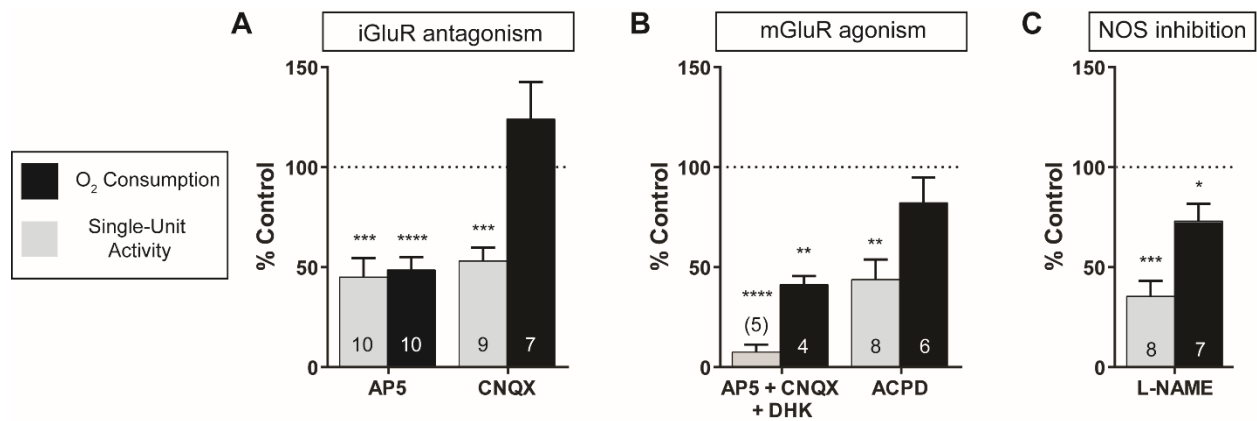 A
iGluR antagonism
% Control
150
100
50
0
*** **** ***
10 10 9 7
AP5 CNQX
O₂ Consumption
Single-Unit
Activity
B
mGluR agonism
% Control
150
100
50
0
**** ** **
(5) 4 8 6
AP5 + CNQX
+ DHK
ACPD
C
NOS inhibition
% Control
150
100
50
0
*** *
8 7
L-NAME